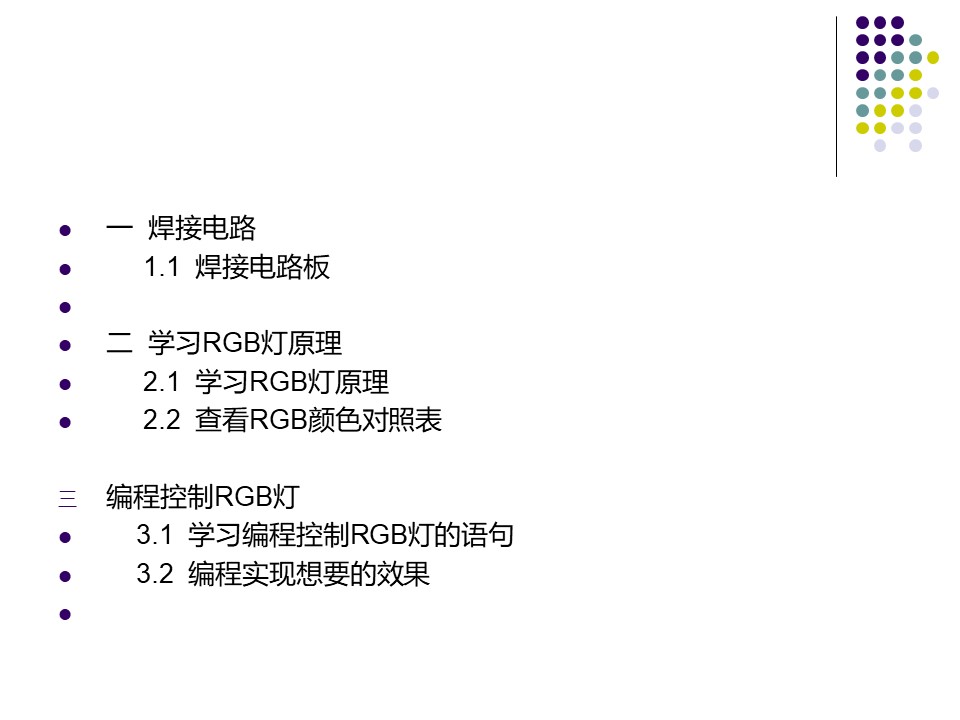 一 焊接电路
1.1 焊接电路板
二 学习RGB灯原理
2.1 学习RGB灯原理
2.2 查看RGB颜色对照表
三 编程控制RGB灯
3.1 学习编程控制RGB灯的语句
3.2 编程实现想要的效果